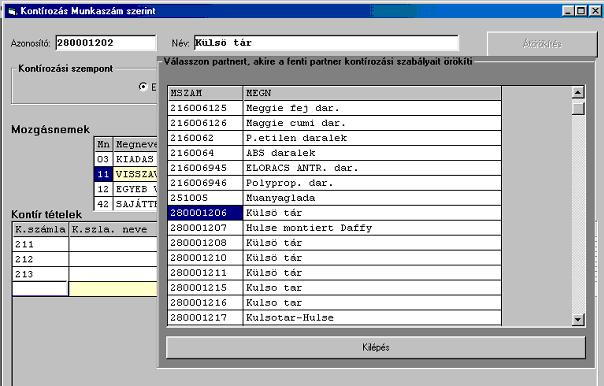 Kontírozás Munkaszám szerint
Azonosító: 280001202 Név: Külsö tár Átörökítés
Válasszon partnert, akire a fenti partner kontírozási szabályait örökíti
Kontírozási szempont
E
MSZAM MEGN
216006125 Meggie fej dar.
216006126 Maggie cumi dar.
2160062 P.etilen daralek
2160064 ABS daralek
216006945 ELORACS ANTR. dar.
216006946 Polyprop. dar.
251005 Muanyaglada
280001206 Külsö tár
280001207 Hulse montiert Daffy
280001208 Külsö tár
280001210 Külsö tár
280001211 Külsö tár
280001215 Kulso tar
280001216 Kulso tar
280001217 Kulsotar-Hulse
Kilépés
Mozgásnemek
Mn Megneve
03 KIADAS
11 VISSZAV
12 EGYEB V
42 SAJÁTTE
Kontír tételek
K.számla K.szla. neve
211
212
213